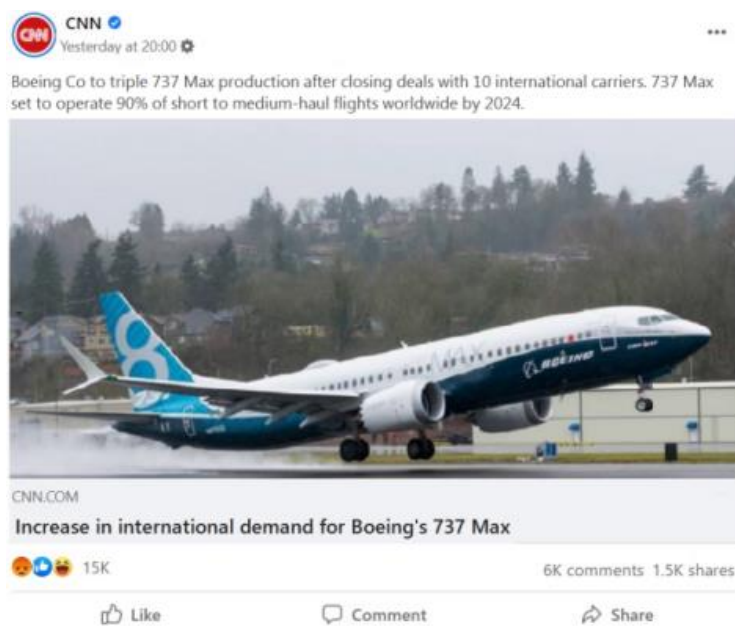 CNN
CNN
Yesterday at 20:00
Boeing Co to triple 737 Max production after closing deals with 10 international carriers. 737 Max
set to operate 90% of short to medium-haul flights worldwide by 2024.
8
MAX
BOEING
CNN.COM
Increase in international demand for Boeing's 737 Max
15K
6K comments 1.5K shares
Like
Comment
Share